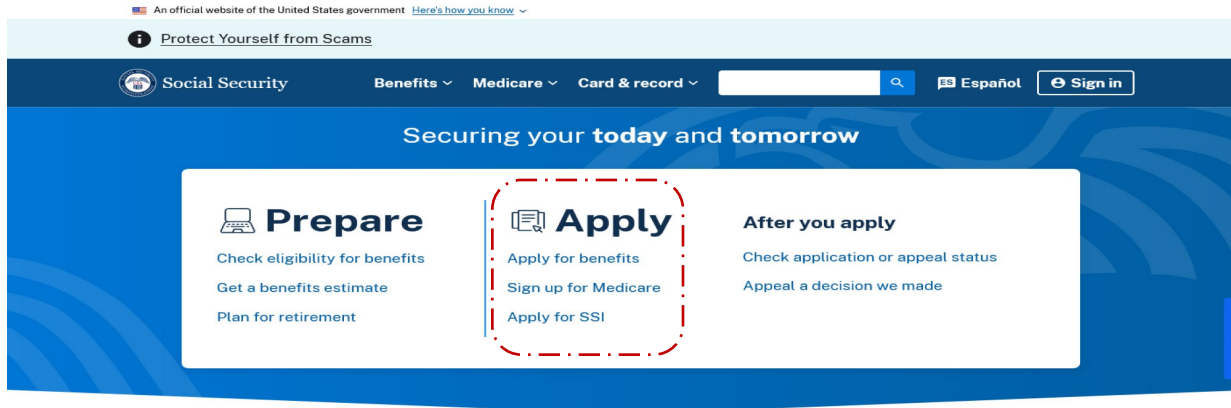 An official website of the United States government Here's how you know
Protect Yourself from Scams
Social Security Benefits Medicare Card & record ES Español Sign in
Securing your today and tomorrow
Prepare
Check eligibility for benefits
Get a benefits estimate
Plan for retirement
Apply
Apply for benefits
Sign up for Medicare
Apply for SSI
After you apply
Check application or appeal status
Appeal a decision we made